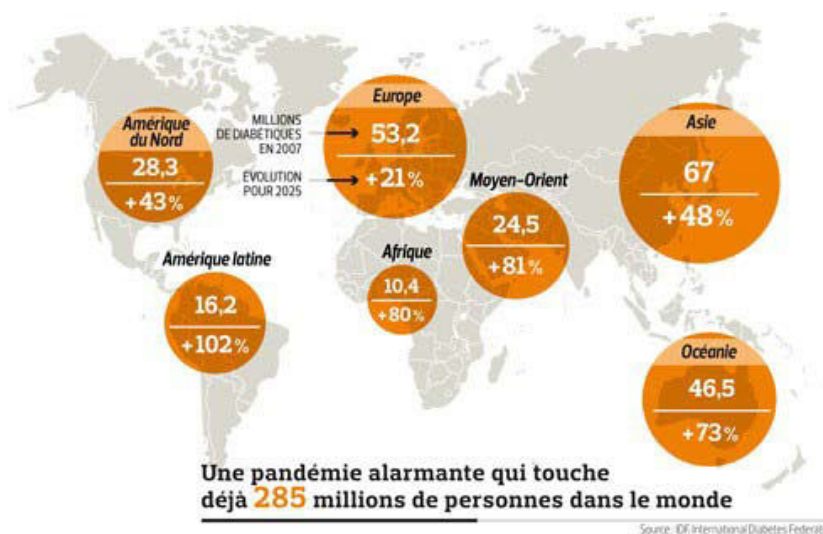 Amérique
du Nord
28,3
+43%
MILLIONS
DE DIABÉTIQUES
EN 2007
ÉVOLUTION
POUR 2025
Europe
53,2
+21%
Moyen-Orient
24,5
+81%
Asie
67
+48%
Amérique latine
16,2
+102%
Afrique
10,4
+80%
Océanie
46,5
+73%
Une pandémie alarmante qui touche
déjà 285 millions de personnes dans le monde
Source : IDF, International Diabetes Federat